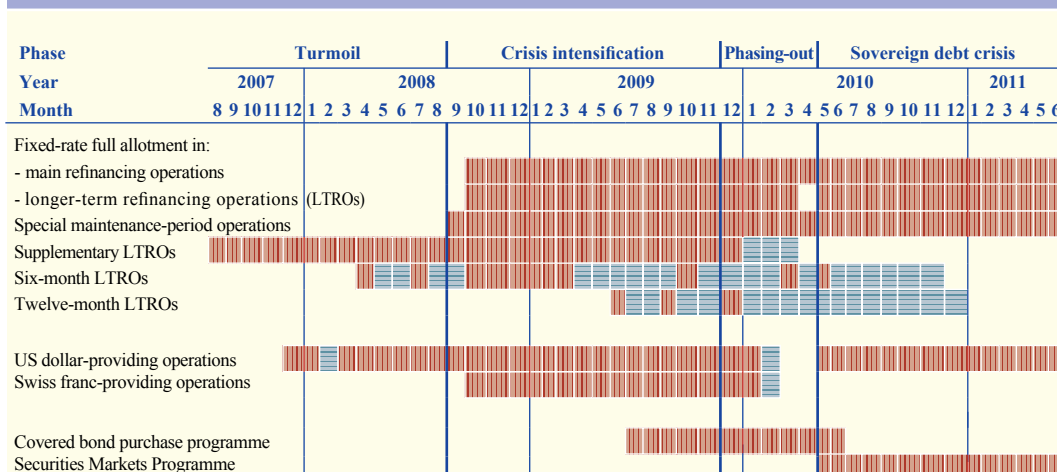 Phase Turmoil Crisis intensification Phasing-out Sovereign debt crisis
Year 2007 2008 2009 2010 2011
Month 8 9 10 11 12 1 2 3 4 5 6 7 8 9 10 11 12 1 2 3 4 5 6 7 8 9 10 11 12 1 2 3 4 5 6 7 8 9 10 11 12 1 2 3 4 5 6
Fixed-rate full allotment in:
- main refinancing operations
- longer-term refinancing operations (LTROs)
Special maintenance-period operations
Supplementary LTROs
Six-month LTROs
Twelve-month LTROs
US dollar-providing operations
Swiss franc-providing operations
Covered bond purchase programme
Securities Markets Programme